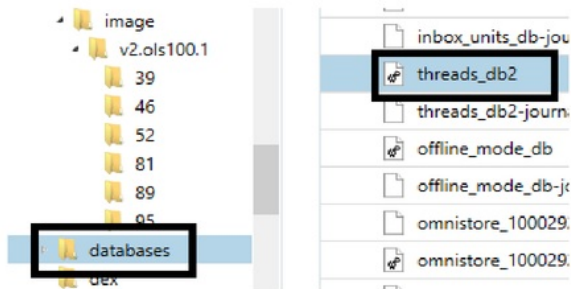 image
v2.ols100.1
39
46
52
81
89
95
databases
dex
inbox_units_db-jou
threads_db2
threads_db2-journ
offline_mode_db
offline_mode_db-jo
omnistore_100029
omnistore_100029